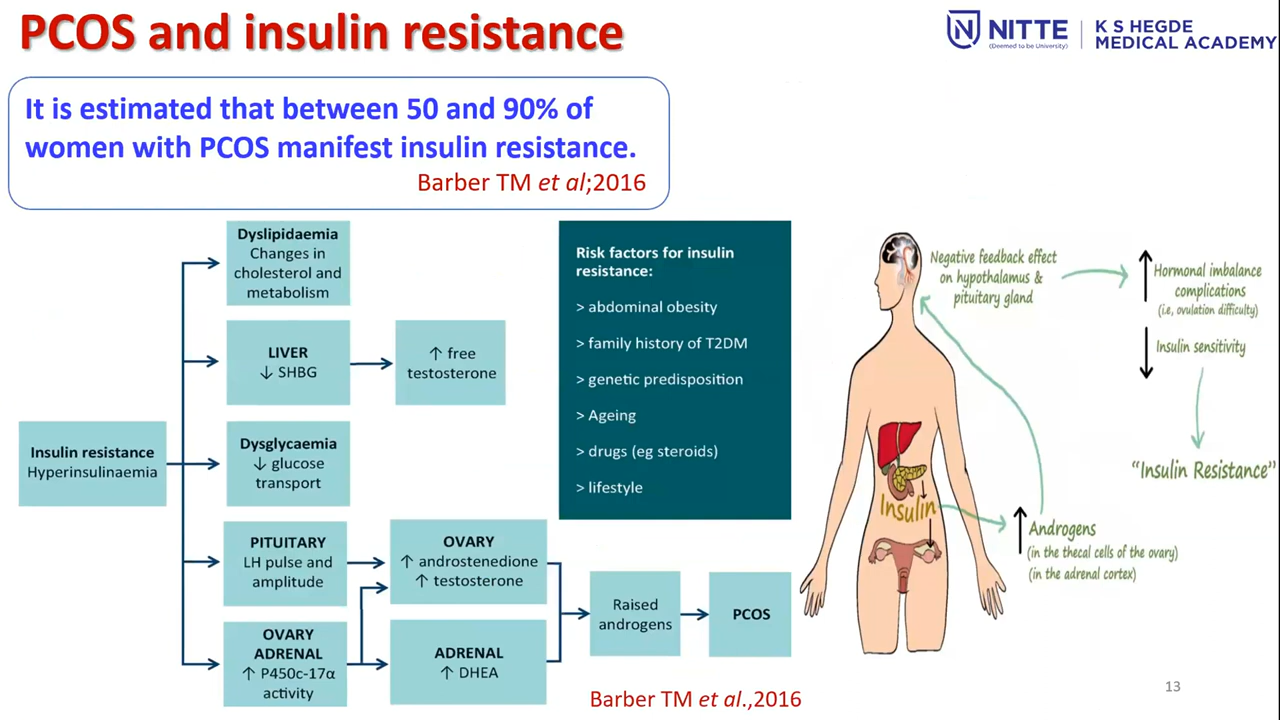 PCOS and insulin resistance
NITTE
(Deemed to be University)
K S HEGDE
MEDICAL ACADEMY
It is estimated that between 50 and 90% of
women with PCOS manifest insulin resistance.
Barber TM et al;2016
Insulin resistance
Hyperinsulinaemia
Dyslipidaemia
Changes in
cholesterol and
metabolism
LIVER
↓ SHBG
↑ free
testosterone
Dysglycaemia
↓ glucose
transport
PITUITARY
LH pulse and
amplitude
OVARY
ADRENAL
↑ P450c-17α
activity
OVARY
↑ androstenedione
↑ testosterone
ADRENAL
↑ DHEA
Raised
androgens
PCOS
Risk factors for insulin
resistance:
> abdominal obesity
> family history of T2DM
> genetic predisposition
> Ageing
> drugs (eg steroids)
> lifestyle
Barber TM et al.,2016
Negative feedback effect
on hypothalamus &
pituitary gland
↑ Hormonal imbalance
complications
(i.e, ovulation difficulty)
↓ Insulin sensitivity
“Insulin Resistance”
Insulin
↑ Androgens
(in the thecal cells of the ovary)
(in the adrenal cortex)
13